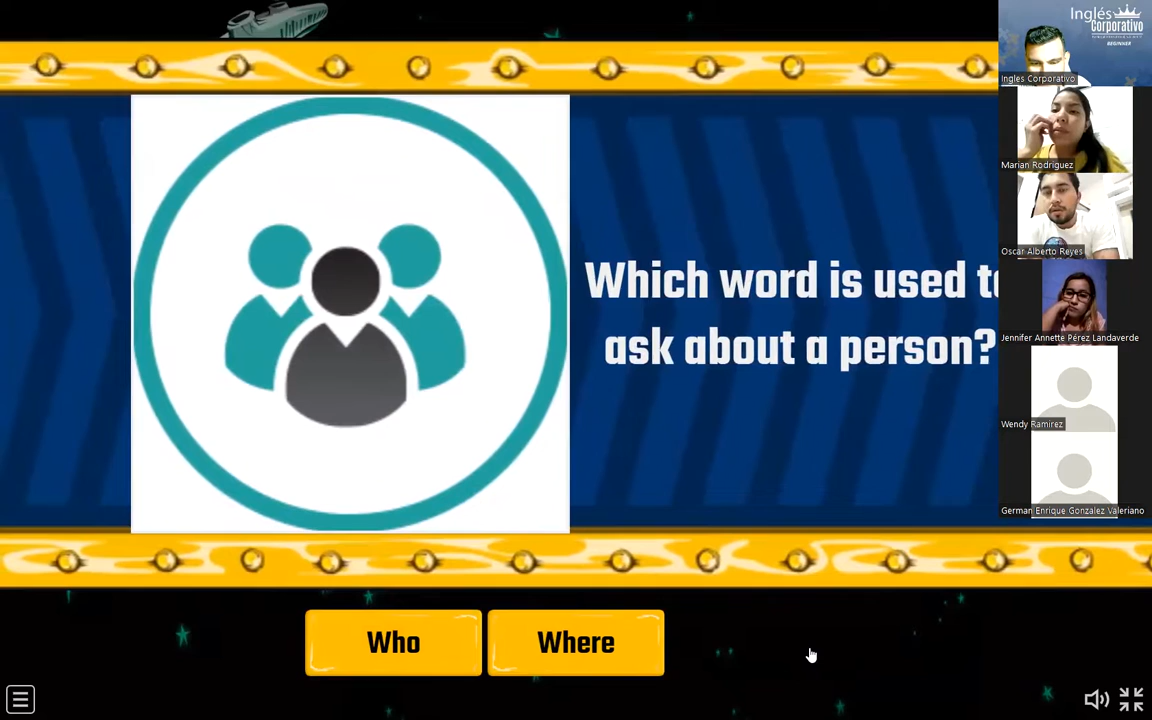 Which word is used to
ask about a person?
Who
Where
Inglés
Corporativo
BEGINNER
Ingles Corporativo
Marian Rodriguez
Oscar Alberto Reyes
Jennifer Annette Pérez Landaverde
Wendy Ramirez
German Enrique Gonzalez Valeriano